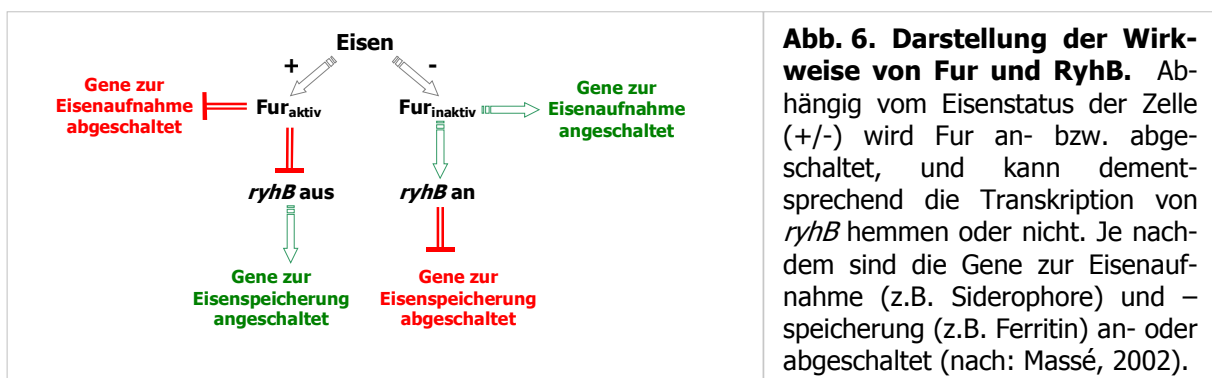 Eisen
+
-
Gene zur
Eisenaufnahme
abgeschaltet
Furaktiv
Furinaktiv
Gene zur
Eisenaufnahme
angeschaltet
ryhB aus
ryhB an
Gene zur
Eisenspeicherung
angeschaltet
Gene zur
Eisenspeicherung
abgeschaltet
Abb. 6. Darstellung der Wirk-
weise von Fur und RyhB. Ab-
hängig vom Eisenstatus der Zelle
(+/-) wird Fur an- bzw. abge-
schaltet, und kann dement-
sprechend die Transkription von
ryhB hemmen oder nicht. Je nach-
dem sind die Gene zur Eisenauf-
nahme (z.B. Siderophore) und –
speicherung (z.B. Ferritin) an- oder
abgeschaltet (nach: Massé, 2002).